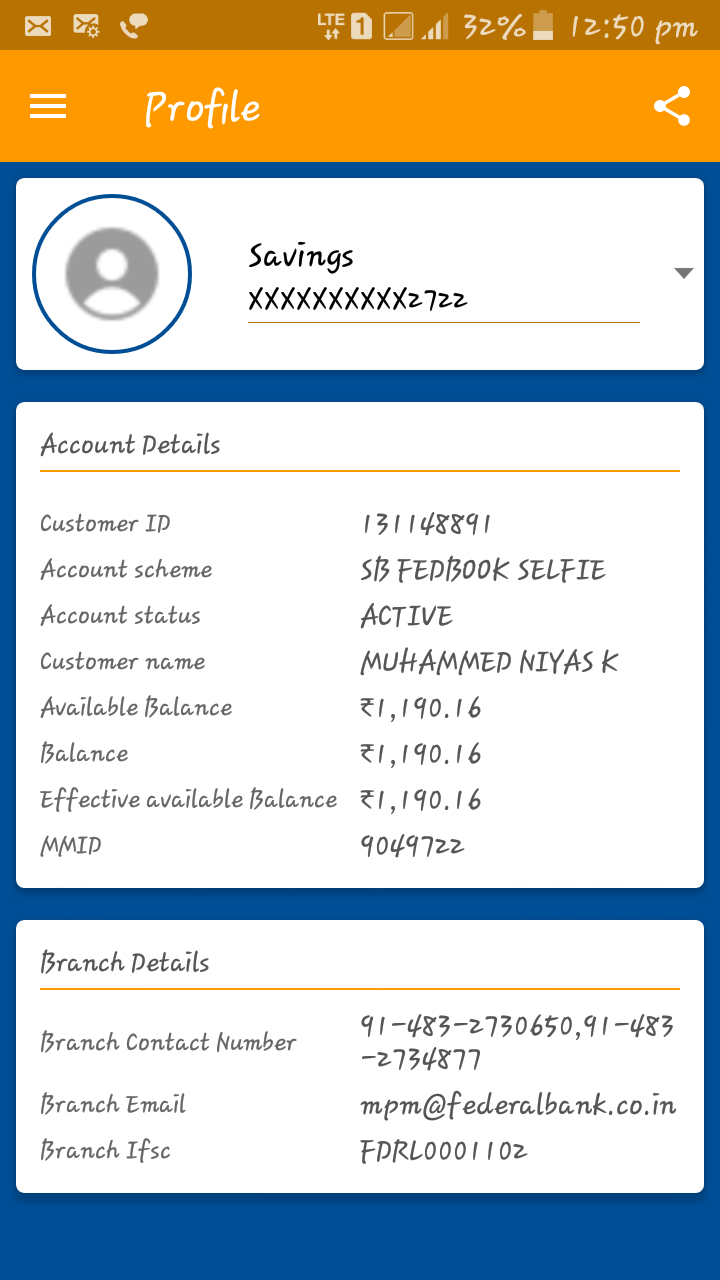 LTE 1 32% 12:50 pm
Profile
Savings
XXXXXXXXXX2722
Account Details
Customer ID 131148891
Account scheme SB FEDBOOK SELFIE
Account status ACTIVE
Customer name MUHAMMED NIYAS K
Available Balance ₹1,190.16
Balance ₹1,190.16
Effective available Balance ₹1,190.16
MMID 9049722
Branch Details
Branch Contact Number 91-483-2730650,91-483
-2734877
Branch Email mpm@federalbank.co.in
Branch Ifsc FDRL0001102